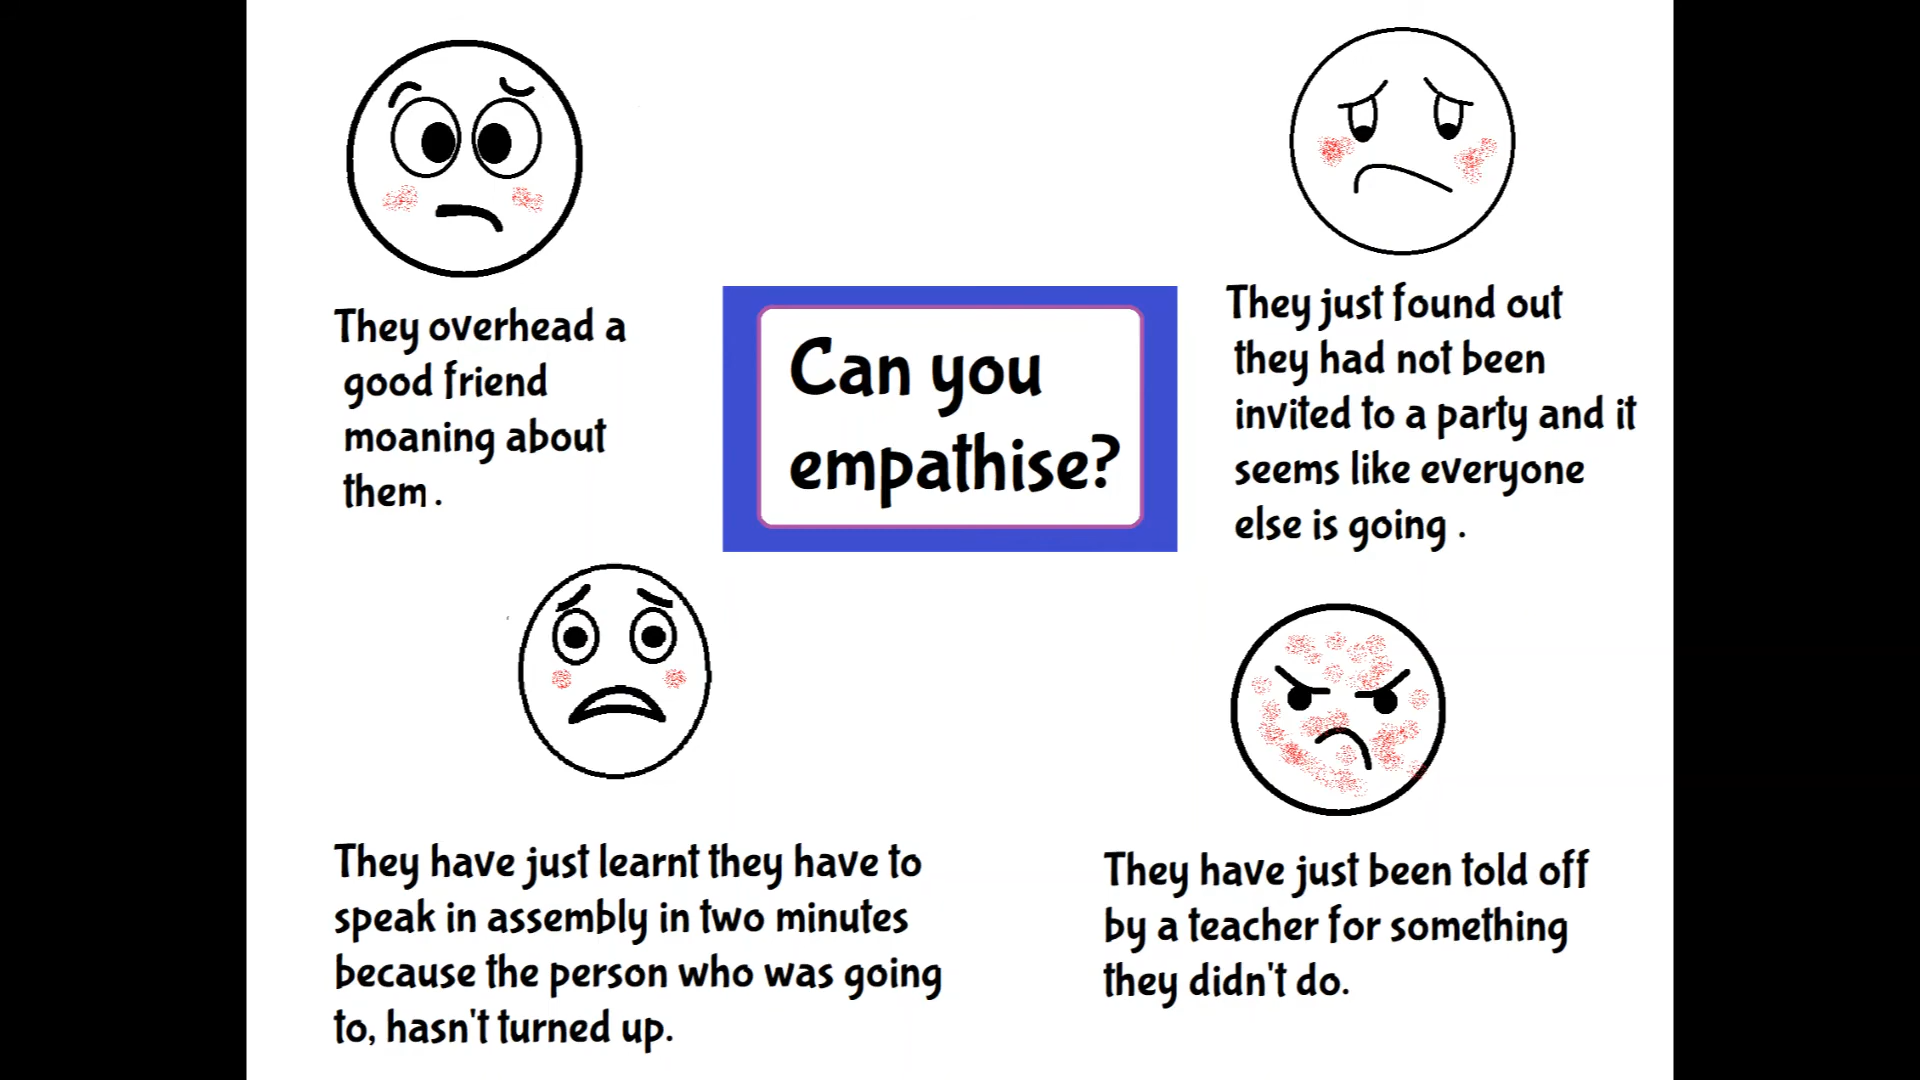 They overhead a
good friend
moaning about
them .
Can you
empathise?
They just found out
they had not been
invited to a party and it
seems like everyone
else is going .
They have just learnt they have to
speak in assembly in two minutes
because the person who was going
to, hasn't turned up.
They have just been told off
by a teacher for something
they didn't do.